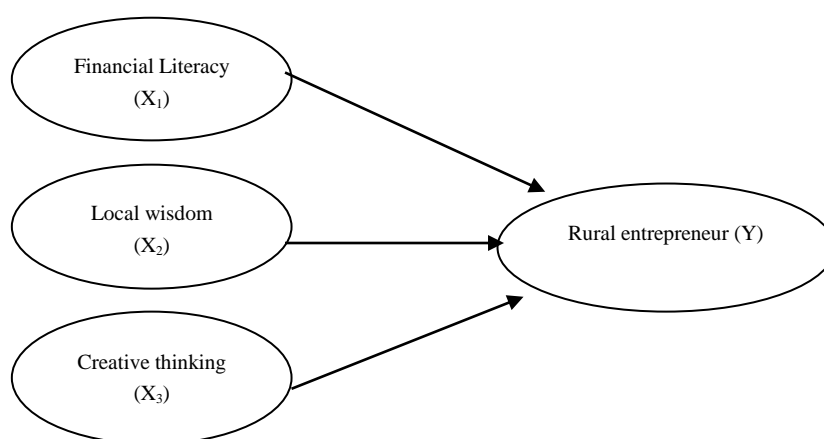 Financial Literacy
(X₁)
Local wisdom
(X₂)
Rural entrepreneur (Y)
Creative thinking
(X₃)